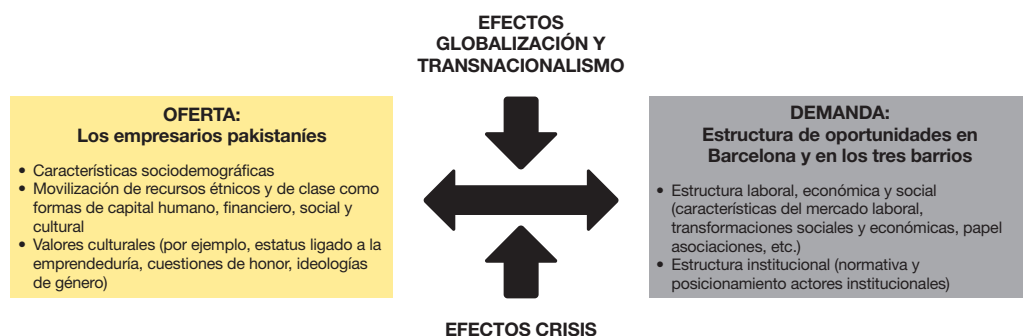 EFECTOS
GLOBALIZACIÓN Y
TRANSNACIONALISMO
OFERTA:
Los empresarios pakistaníes
• Características sociodemográficas
• Movilización de recursos étnicos y de clase como
formas de capital humano, financiero, social y
cultural
• Valores culturales (por ejemplo, estatus ligado a la
emprendeduría, cuestiones de honor, ideologías
de género)
DEMANDA:
Estructura de oportunidades en
Barcelona y en los tres barrios
• Estructura laboral, económica y social
(características del mercado laboral,
transformaciones sociales y económicas, papel
asociaciones, etc.)
• Estructura institucional (normativa y
posicionamiento actores institucionales)
EFECTOS CRISIS